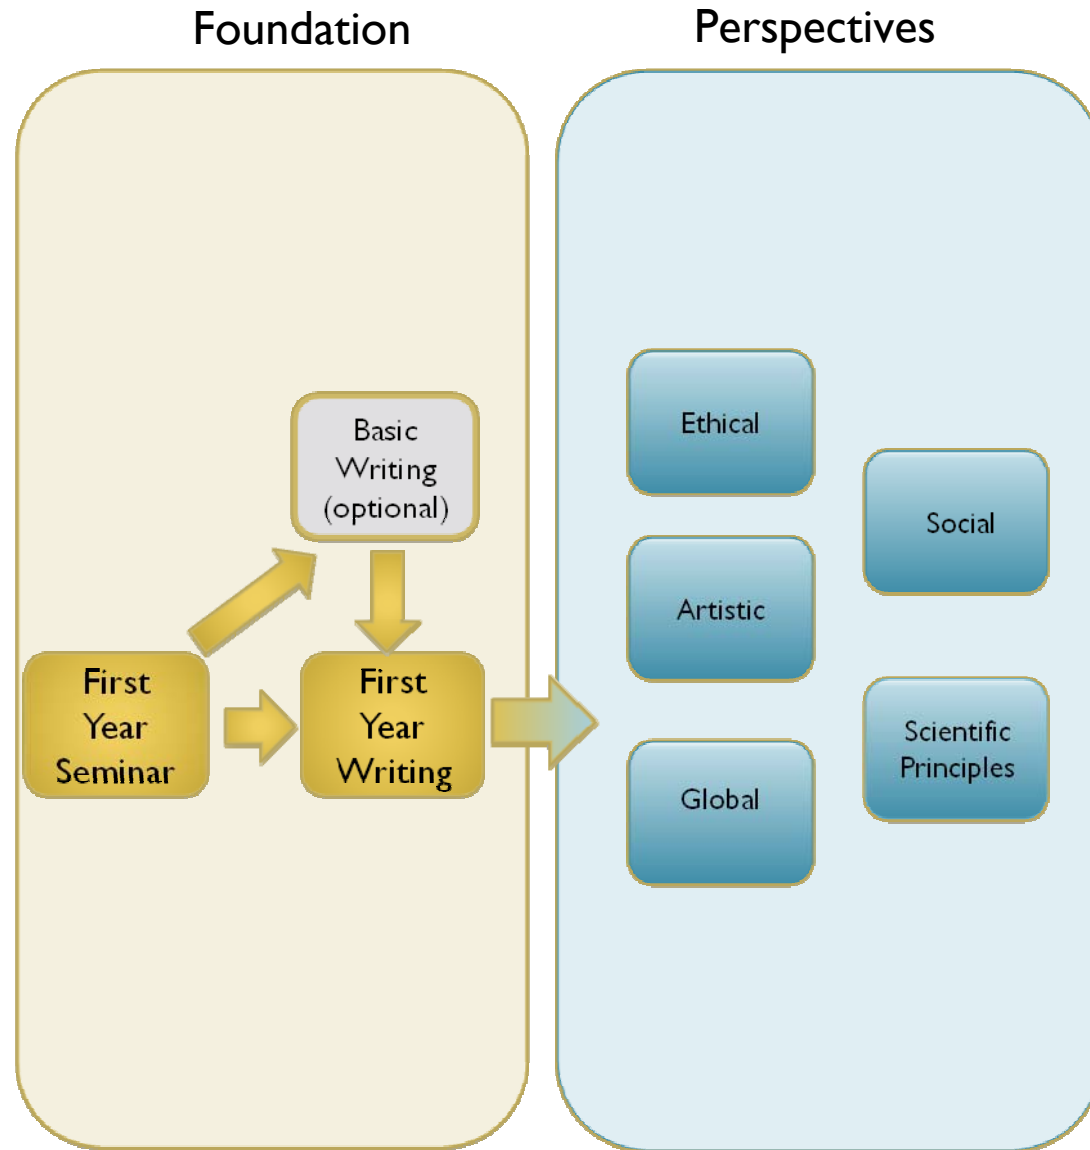 Foundation
Perspectives
Basic
Writing
(optional)
First
Year
Seminar
First
Year
Writing
Ethical
Artistic
Global
Social
Scientific
Principles